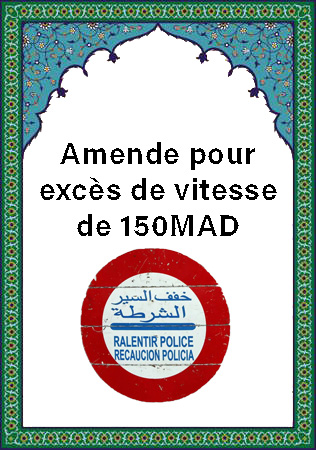 Amende pour
excès de vitesse
de 150MAD
خفف السير
الشرطة
RALENTIR POLICE
RECAUCION POLICIA